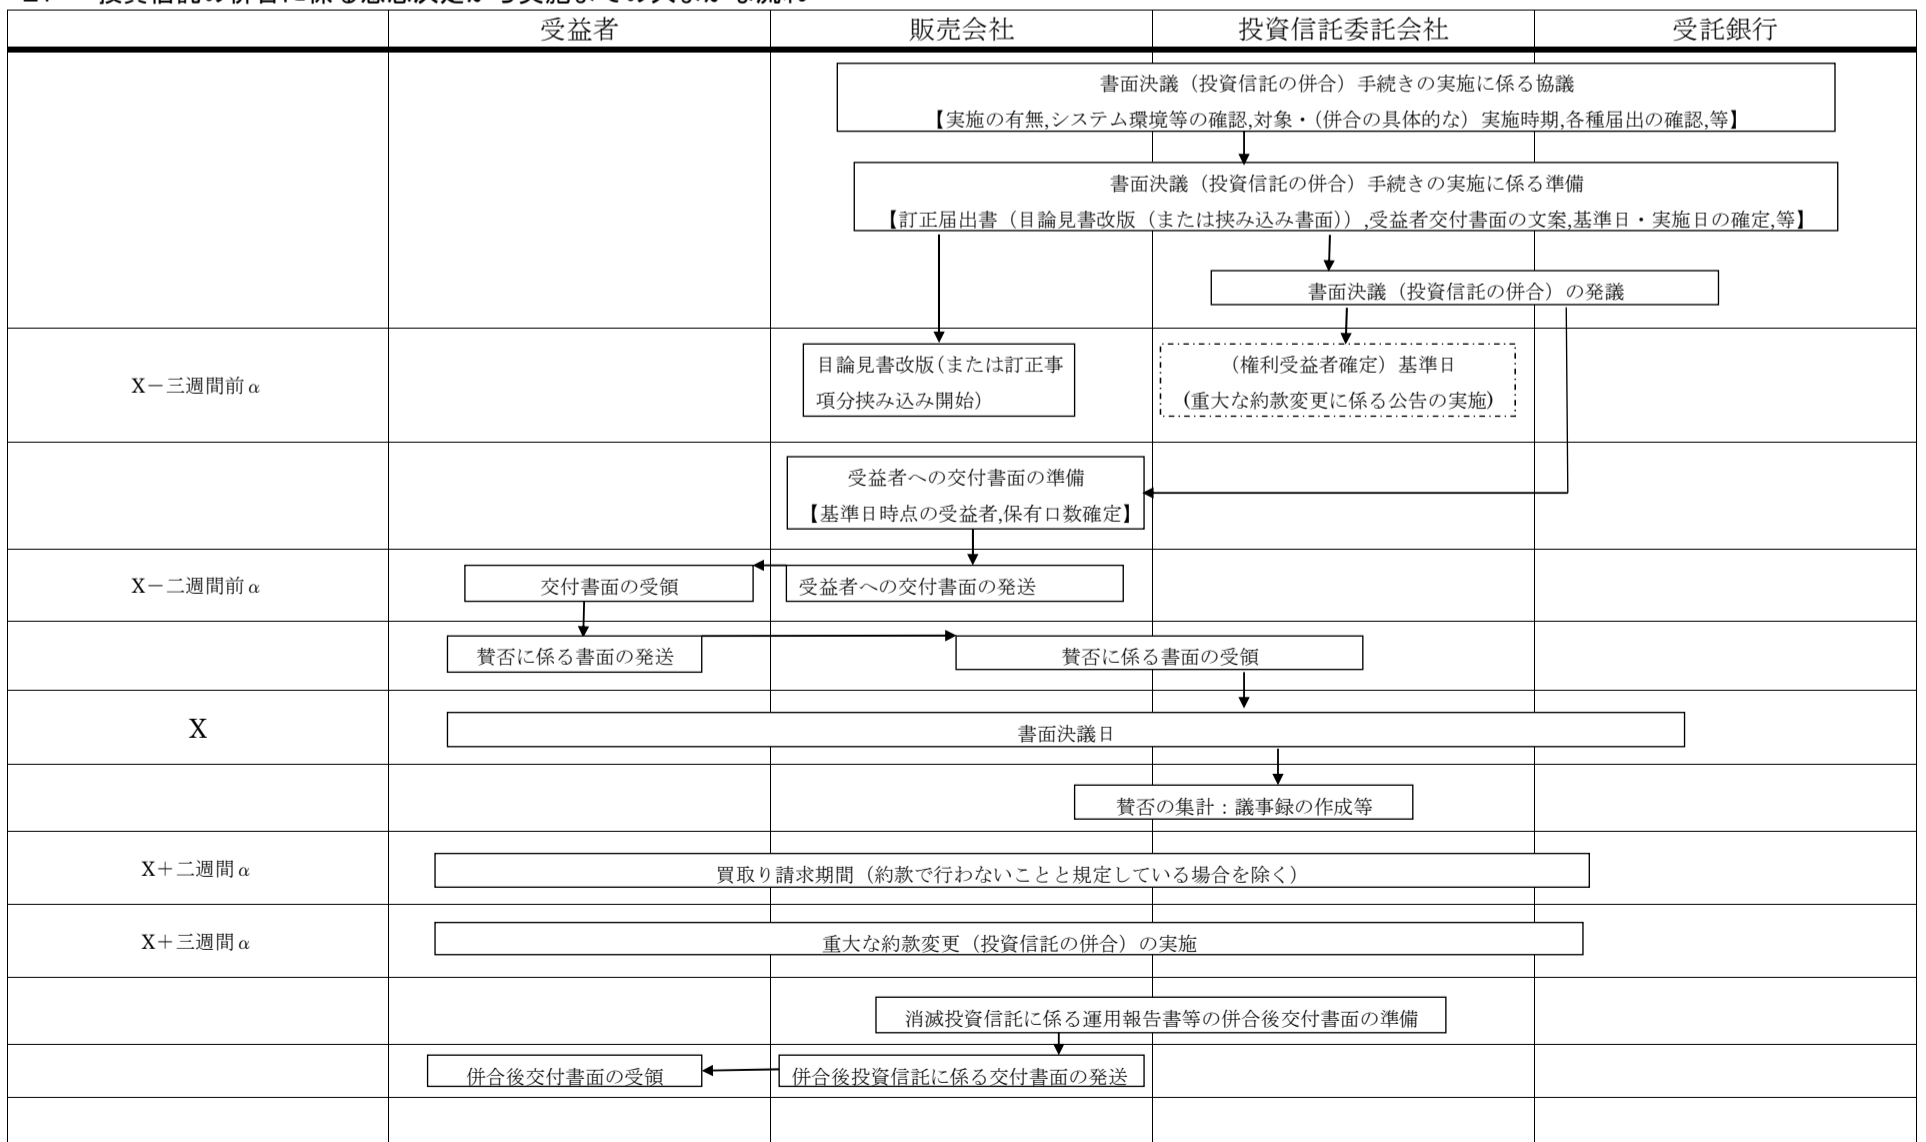 受益者 販売会社 投資信託委託会社 受託銀行
書面決議（投資信託の併合）手続きの実施に係る協議
【実施の有無,システム環境等の確認,対象・（併合の具体的な）実施時期,各種届出の確認,等】
書面決議（投資信託の併合）手続きの実施に係る準備
【訂正届出書（目論見書改版（または挟み込み書面））,受益者交付書面の文案,基準日・実施日の確定,等】
書面決議（投資信託の併合）の発議
X－三週間前α
目論見書改版（または訂正事
項分挟み込み開始）
（権利受益者確定）基準日
(重大な約款変更に係る公告の実施)
受益者への交付書面の準備
【基準日時点の受益者,保有口数確定】
X－二週間前α
交付書面の受領
受益者への交付書面の発送
賛否に係る書面の発送
賛否に係る書面の受領
X
書面決議日
賛否の集計：議事録の作成等
X＋二週間α
買取り請求期間（約款で行わないことと規定している場合を除く）
X＋三週間α
重大な約款変更（投資信託の併合）の実施
消滅投資信託に係る運用報告書等の併合後交付書面の準備
併合後交付書面の受領
併合後投資信託に係る交付書面の発送